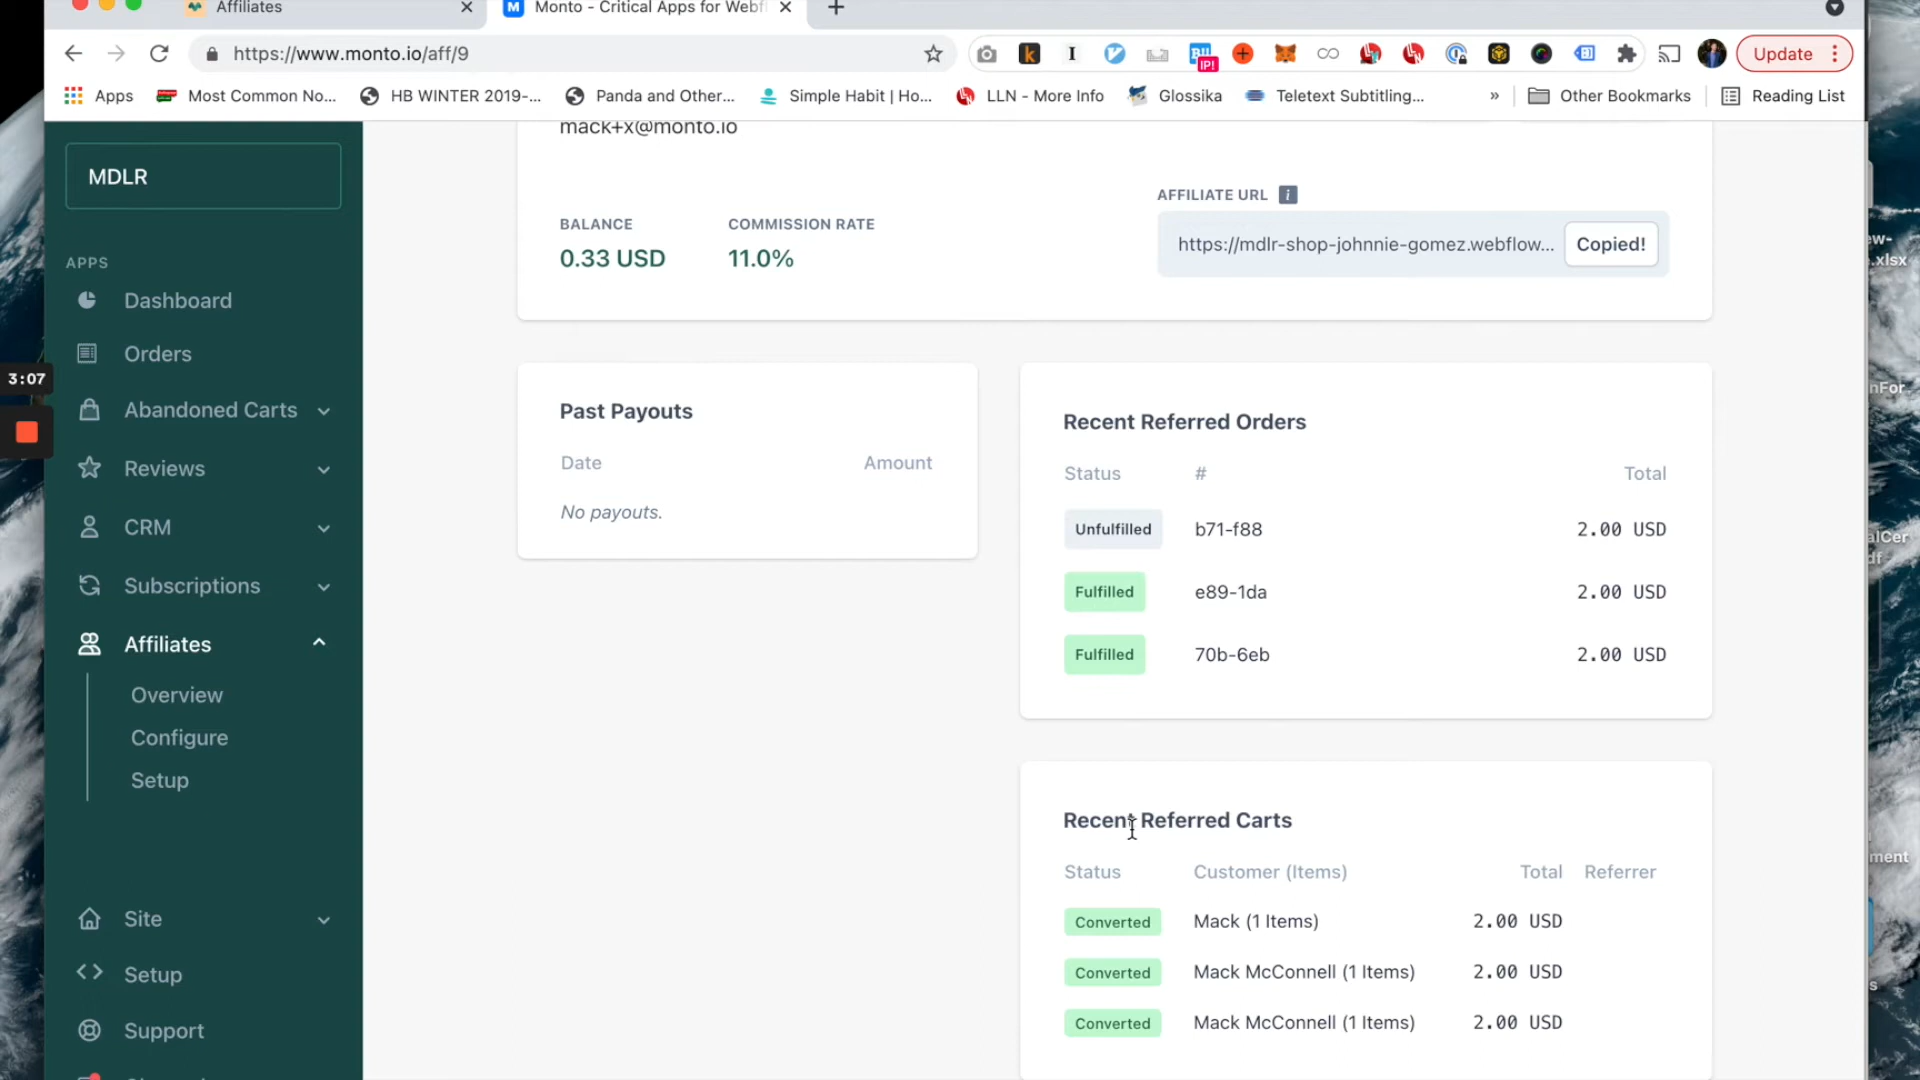 Affiliates
Monto - Critical Apps for Webf
https://www.monto.io/aff/9
IP!
Update
Apps
Most Common No...
HB WINTER 2019-...
Panda and Other...
Simple Habit | Ho...
LLN - More Info
Glossika
Teletext Subtitling...
»
Other Bookmarks
Reading List
MDLR
APPS
Dashboard
Orders
Abandoned Carts
Reviews
CRM
Subscriptions
Affiliates
Overview
Configure
Setup
Site
Setup
Support
3:07
mack+x@monto.io
BALANCE
0.33 USD
COMMISSION RATE
11.0%
AFFILIATE URL
https://mdlr-shop-johnnie-gomez.webflow...
Copied!
Past Payouts
Date Amount
No payouts.
Recent Referred Orders
Status # Total
Unfulfilled b71-f88 2.00 USD
Fulfilled e89-1da 2.00 USD
Fulfilled 70b-6eb 2.00 USD
Recent Referred Carts
Status Customer (Items) Total Referrer
Converted Mack (1 Items) 2.00 USD
Converted Mack McConnell (1 Items) 2.00 USD
Converted Mack McConnell (1 Items) 2.00 USD